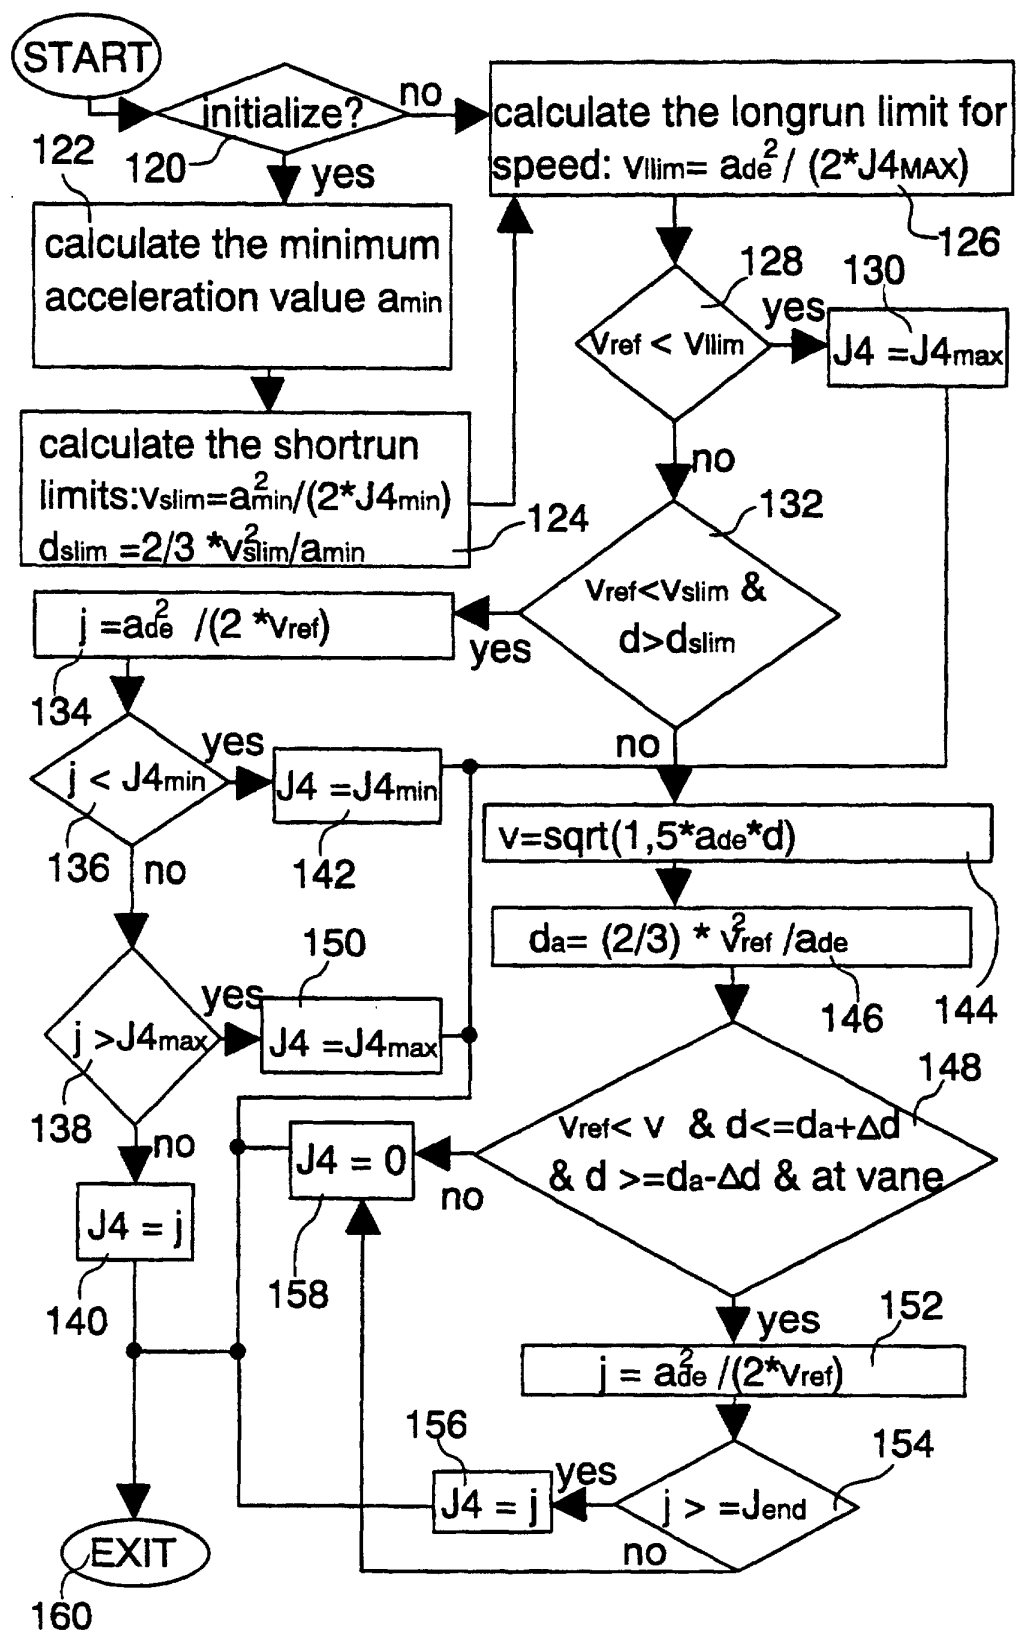 START
initialize?
no
120
yes
122
calculate the minimum
acceleration value amin
calculate the shortrun
limits:vslim=a²min/(2*J4min)
dslim =2/3 *v²slim/amin
124
calculate the longrun limit for
speed: vllim= ade² / (2*J4MAX)
126
128
vref < vllim
yes
130
J4 =J4max
no
132
vref<vslim &
d>dslim
yes
no
j =ade² /(2 *vref)
134
j < J4min
yes
136
no
J4 =J4min
142
v=sqrt(1,5*ade*d)
144
da= (2/3) * v²ref /ade
146
j >J4max
yes
138
no
150
J4 =J4max
148
vref< v & d<=da+Δd
& d >=da-Δd & at vane
no
yes
J4 = 0
158
J4 = j
140
152
j = ade² /(2*vref)
154
j > =Jend
yes
no
156
J4 = j
EXIT
160